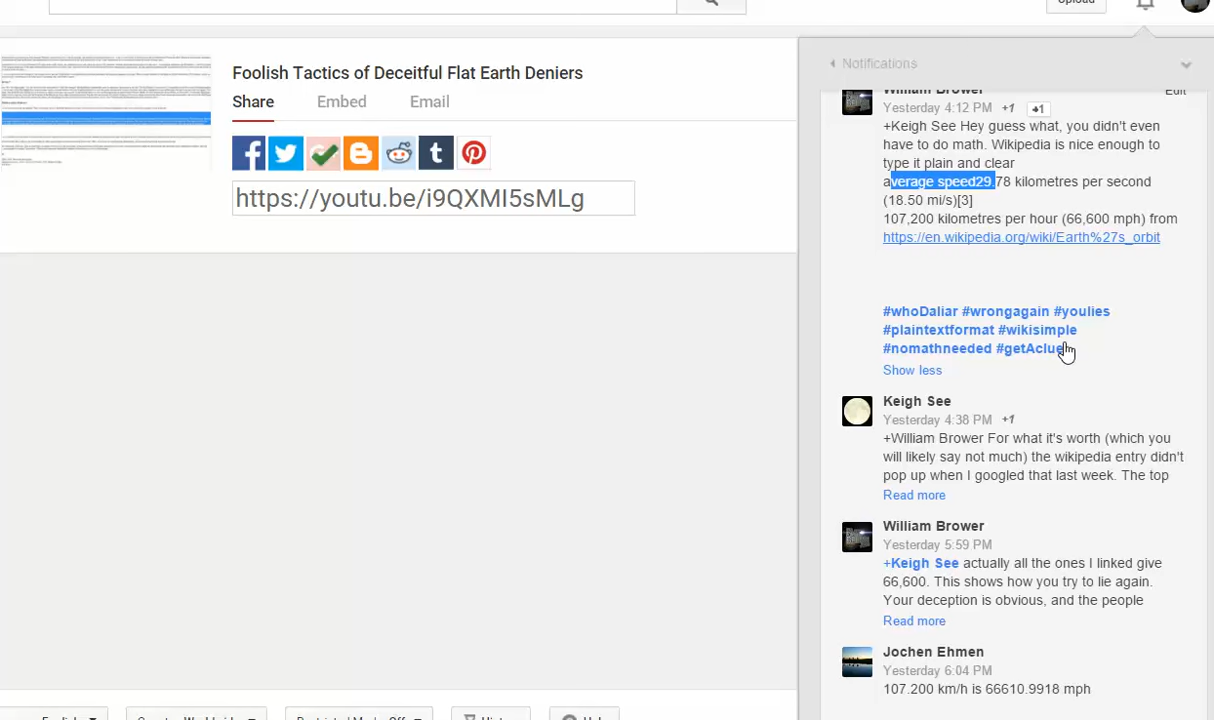 Upload
Foolish Tactics of Deceitful Flat Earth Deniers
Share Embed Email
https://youtu.be/i9QXMI5sMLg
Notifications
William Brower
Edit
Yesterday 4:12 PM +1 +1
+Keigh See Hey guess what, you didn't even
have to do math. Wikipedia is nice enough to
type it plain and clear
average speed29.78 kilometres per second
(18.50 mi/s)[3]
107,200 kilometres per hour (66,600 mph) from
https://en.wikipedia.org/wiki/Earth%27s_orbit
#whoDaliar #wrongagain #youlies
#plaintextformat #wikisimple
#nomathneeded #getAclue
Show less
Keigh See
Yesterday 4:38 PM +1
+William Brower For what it's worth (which you
will likely say not much) the wikipedia entry didn't
pop up when I googled that last week. The top
Read more
William Brower
Yesterday 5:59 PM
+Keigh See actually all the ones I linked give
66,600. This shows how you try to lie again.
Your deception is obvious, and the people
Read more
Jochen Ehmen
Yesterday 6:04 PM
107.200 km/h is 66610.9918 mph